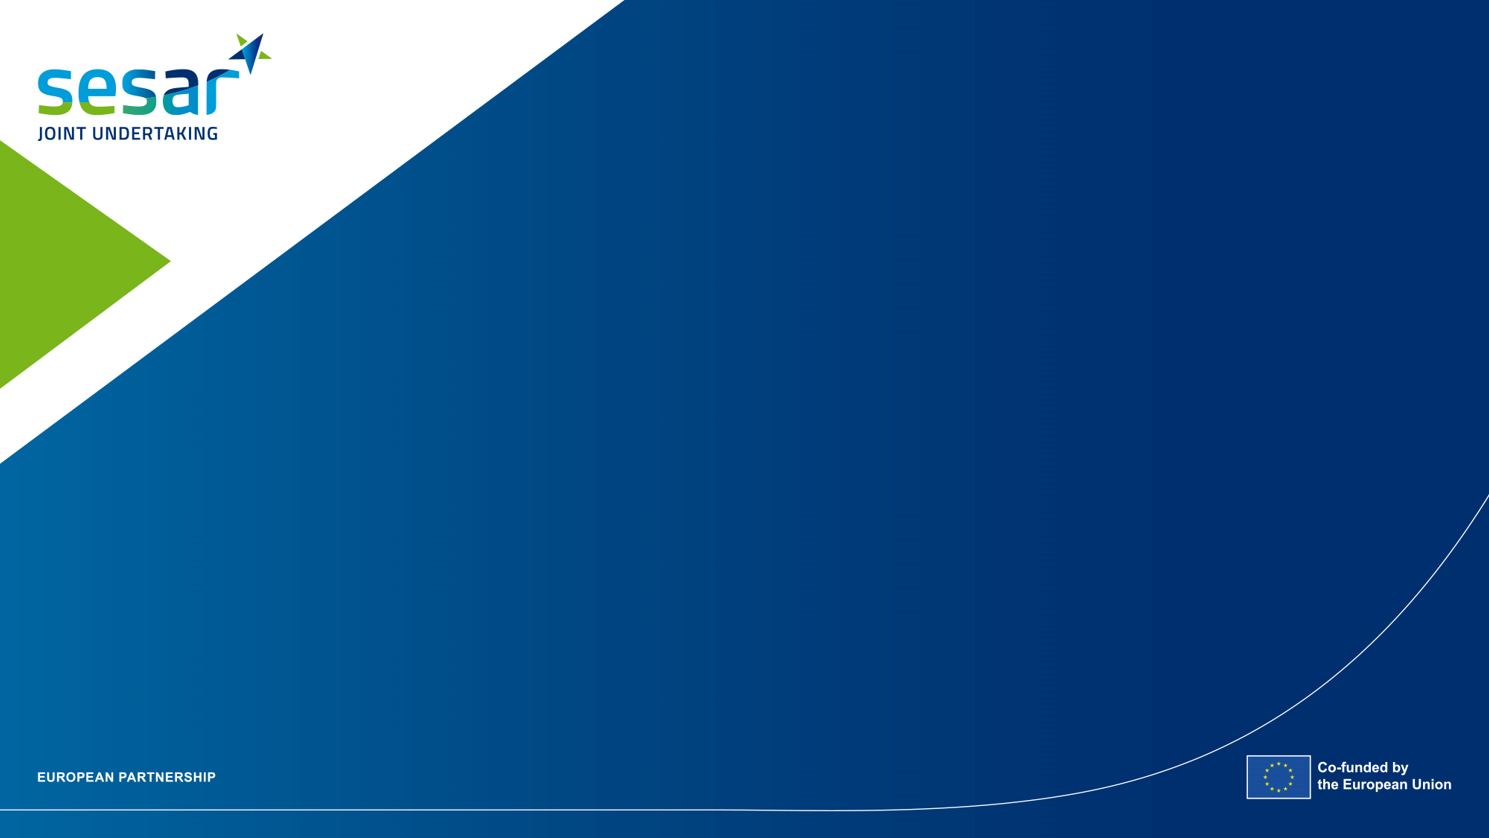 sesar
JOINT UNDERTAKING
EUROPEAN PARTNERSHIP
Co-funded by
the European Union